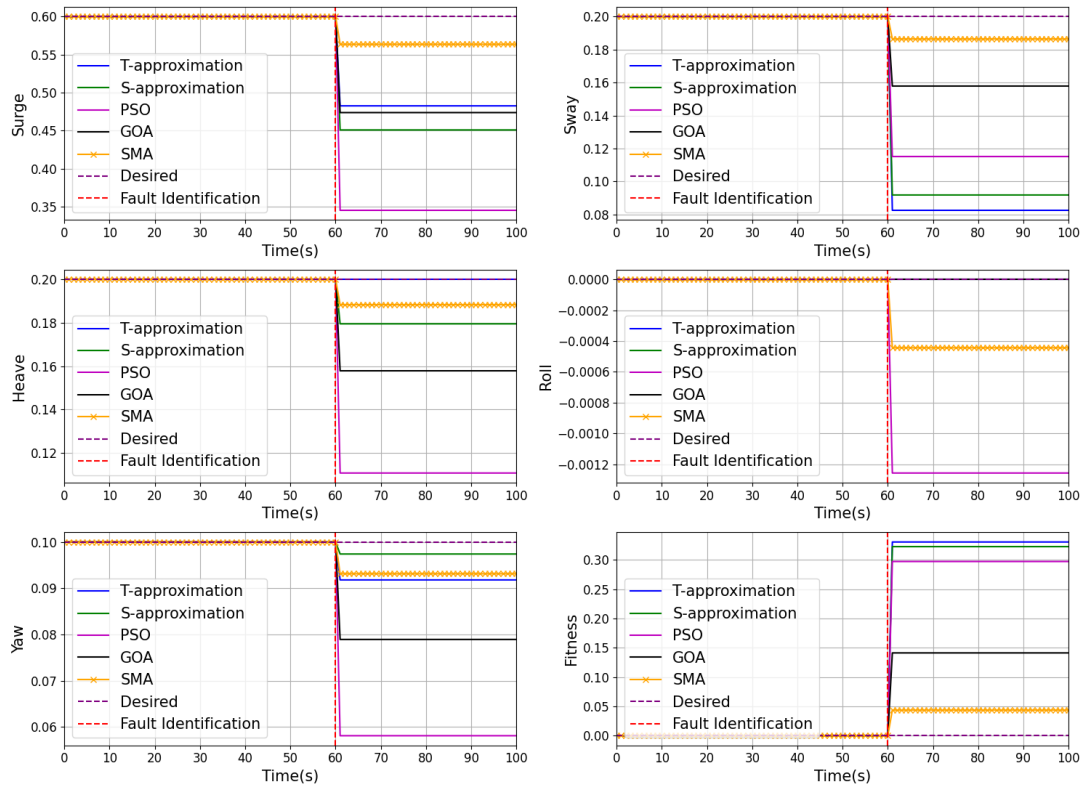 0.60
0.55
0.50
0.45
0.40
0.35
Surge
T-approximation
S-approximation
PSO
GOA
SMA
Desired
Fault Identification
0 10 20 30 40 50 60 70 80 90 100
Time(s)
0.20
0.18
0.16
0.14
0.12
0.10
0.08
Sway
T-approximation
S-approximation
PSO
GOA
SMA
Desired
Fault Identification
0 10 20 30 40 50 60 70 80 90 100
Time(s)
0.20
0.18
0.16
0.14
0.12
Heave
T-approximation
S-approximation
PSO
GOA
SMA
Desired
Fault Identification
0 10 20 30 40 50 60 70 80 90 100
Time(s)
0.0000
−0.0002
−0.0004
−0.0006
−0.0008
−0.0010
−0.0012
Roll
T-approximation
S-approximation
PSO
GOA
SMA
Desired
Fault Identification
0 10 20 30 40 50 60 70 80 90 100
Time(s)
0.10
0.09
0.08
0.07
0.06
Yaw
T-approximation
S-approximation
PSO
GOA
SMA
Desired
Fault Identification
0 10 20 30 40 50 60 70 80 90 100
Time(s)
0.30
0.25
0.20
0.15
0.10
0.05
0.00
Fitness
T-approximation
S-approximation
PSO
GOA
SMA
Desired
Fault Identification
0 10 20 30 40 50 60 70 80 90 100
Time(s)